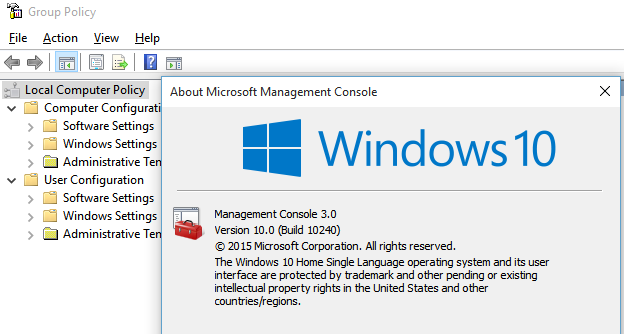 Group Policy
File Action View Help
Local Computer Policy
Computer Configurati
Software Settings
Windows Settings
Administrative Ten
User Configuration
Software Settings
Windows Settings
Administrative Ten
About Microsoft Management Console
Windows 10
Management Console 3.0
Version 10.0 (Build 10240)
© 2015 Microsoft Corporation. All rights reserved.
The Windows 10 Home Single Language operating system and its user
interface are protected by trademark and other pending or existing
intellectual property rights in the United States and other
countries/regions.